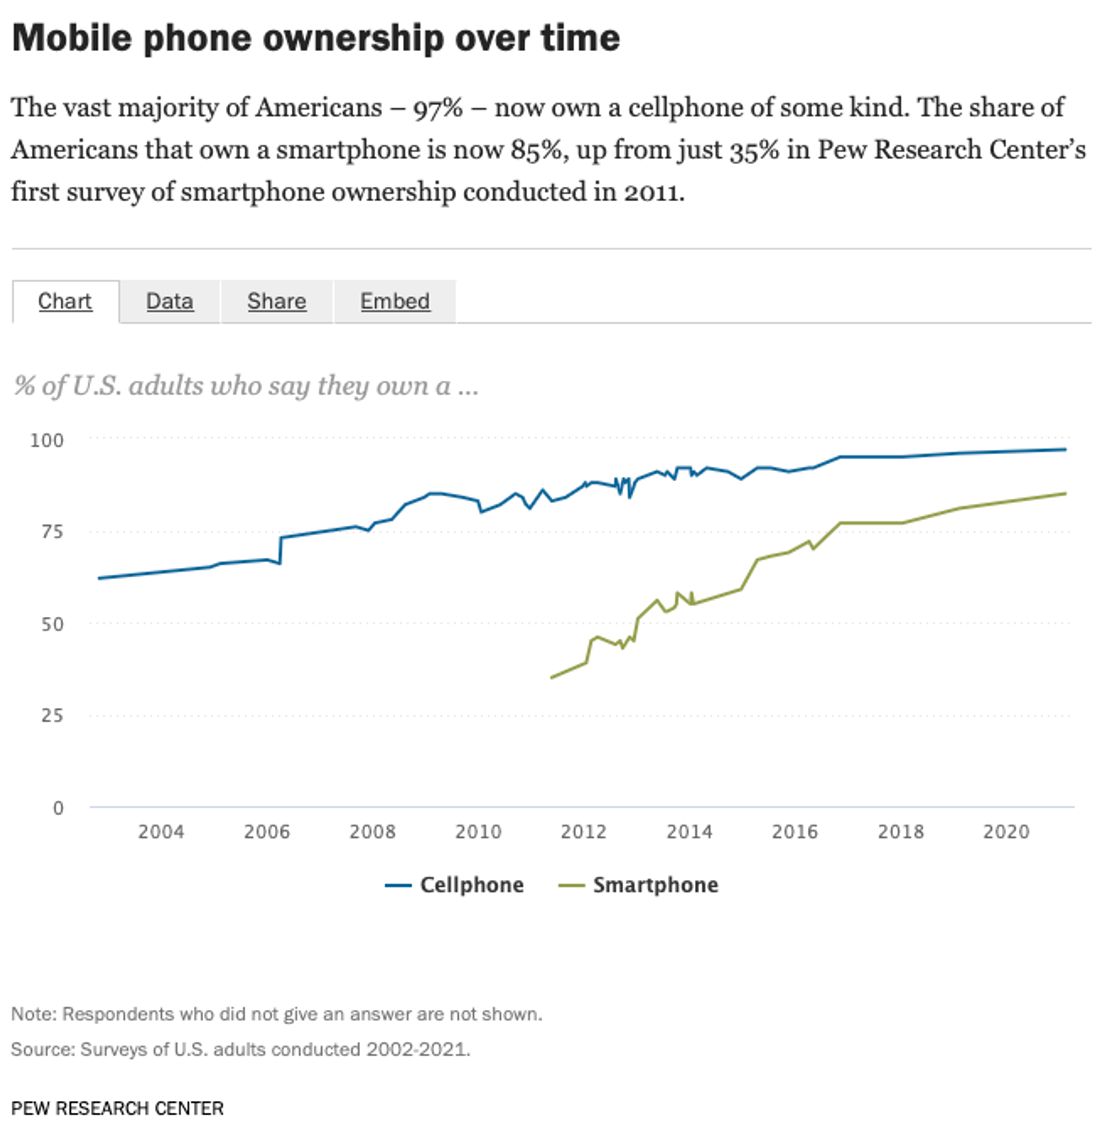 Mobile phone ownership over time
The vast majority of Americans – 97% – now own a cellphone of some kind. The share of
Americans that own a smartphone is now 85%, up from just 35% in Pew Research Center’s
first survey of smartphone ownership conducted in 2011.
Chart Data Share Embed
% of U.S. adults who say they own a ...
100
75
50
25
0
2004 2006 2008 2010 2012 2014 2016 2018 2020
Cellphone Smartphone
Note: Respondents who did not give an answer are not shown.
Source: Surveys of U.S. adults conducted 2002-2021.
PEW RESEARCH CENTER